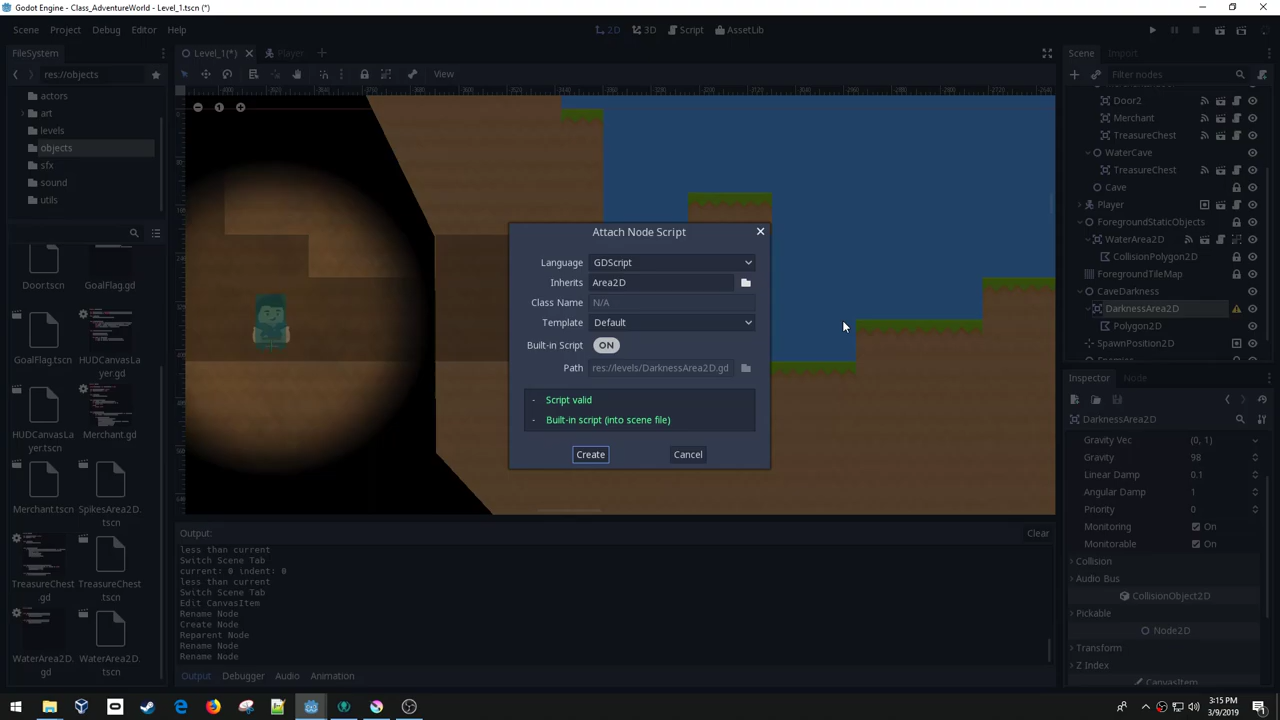 Godot Engine - Class_AdventureWorld - Level_1.tscn (*)
Scene Project Debug Editor Help
2D 3D Script AssetLib
FileSystem
Level_1(*)
Player
Scene Import
res://objects
View
Filter nodes
actors
art
levels
objects
sfx
sound
utils
Door.tscn
GoalFlag.gd
GoalFlag.tscn
HUDCanvasLa
yer.gd
HUDCanvasLa
yer.tscn
Merchant.gd
Merchant.tscn
SpikesArea2D.
tscn
TreasureChest
.gd
TreasureChest
.tscn
WaterArea2D.
gd
WaterArea2D.
tscn
Attach Node Script
Language GDScript
Inherits Area2D
Class Name N/A
Template Default
Built-in Script ON
Path res://levels/DarknessArea2D.gd
- Script valid
- Built-in script (into scene file)
Create Cancel
Output:
Clear
less than current
Switch Scene Tab
current: 0 indent: 0
less than current
Switch Scene Tab
Edit CanvasItem
Rename Node
Create Node
Reparent Node
Rename Node
Rename Node
Output Debugger Audio Animation
Door2
Merchant
TreasureChest
WaterCave
TreasureChest
Cave
Player
ForegroundStaticObjects
WaterArea2D
CollisionPolygon2D
ForegroundTileMap
CaveDarkness
DarknessArea2D
Polygon2D
SpawnPosition2D
Inspector Node
DarknessArea2D
Gravity Vec (0, 1)
Gravity 98
Linear Damp 0.1
Angular Damp 1
Priority 0
Monitoring On
Monitorable On
Collision
Audio Bus
CollisionObject2D
Pickable
Node2D
Transform
Z Index
CanvasItem
3:15 PM
3/9/2019